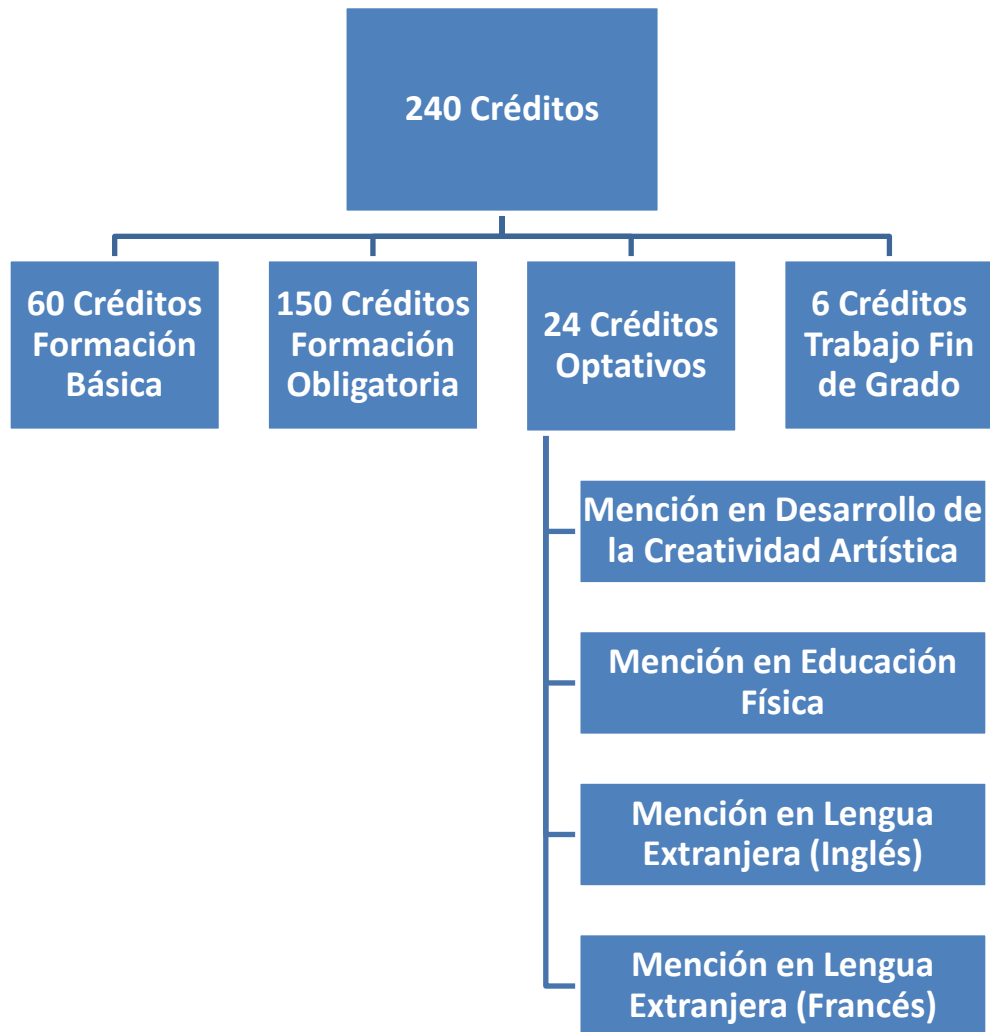 240 Créditos
60 Créditos
Formación
Básica
150 Créditos
Formación
Obligatoria
24 Créditos
Optativos
6 Créditos
Trabajo Fin
de Grado
Mención en Desarrollo de
la Creatividad Artística
Mención en Educación
Física
Mención en Lengua
Extranjera (Inglés)
Mención en Lengua
Extranjera (Francés)